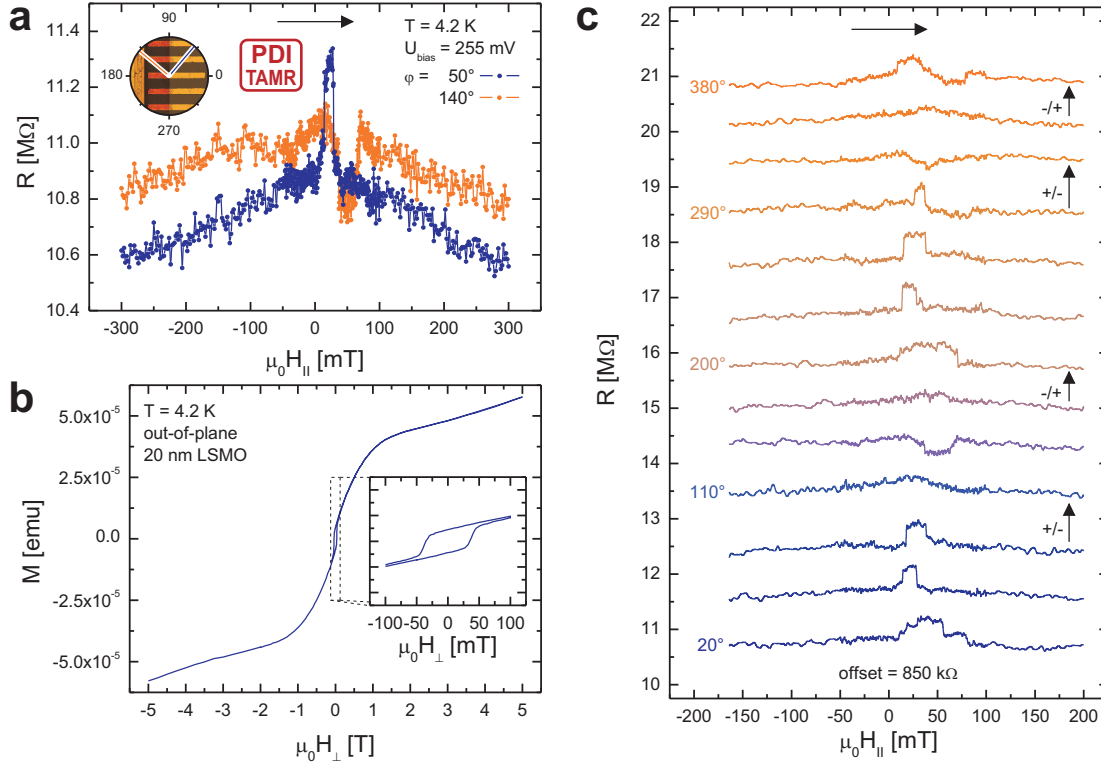 a
11.4
11.2
11.0
10.8
10.6
10.4
R [MΩ]
-300 -200 -100 0 100 200 300
μ0H|| [mT]
90
180
0
270
PDI
TAMR
T = 4.2 K
Ubias = 255 mV
φ = 50°
140°
b
5.0x10-5
2.5x10-5
0.0
-2.5x10-5
-5.0x10-5
M [emu]
T = 4.2 K
out-of-plane
20 nm LSMO
-100 -50 0 50 100
μ0H⊥ [mT]
-5 -4 -3 -2 -1 0 1 2 3 4 5
μ0H⊥ [T]
c
22
21
20
19
18
17
16
15
14
13
12
11
10
R [MΩ]
380°
-/+
+/-
290°
200°
-/+
110°
+/-
20°
offset = 850 kΩ
-200 -150 -100 -50 0 50 100 150 200
μ0H|| [mT]